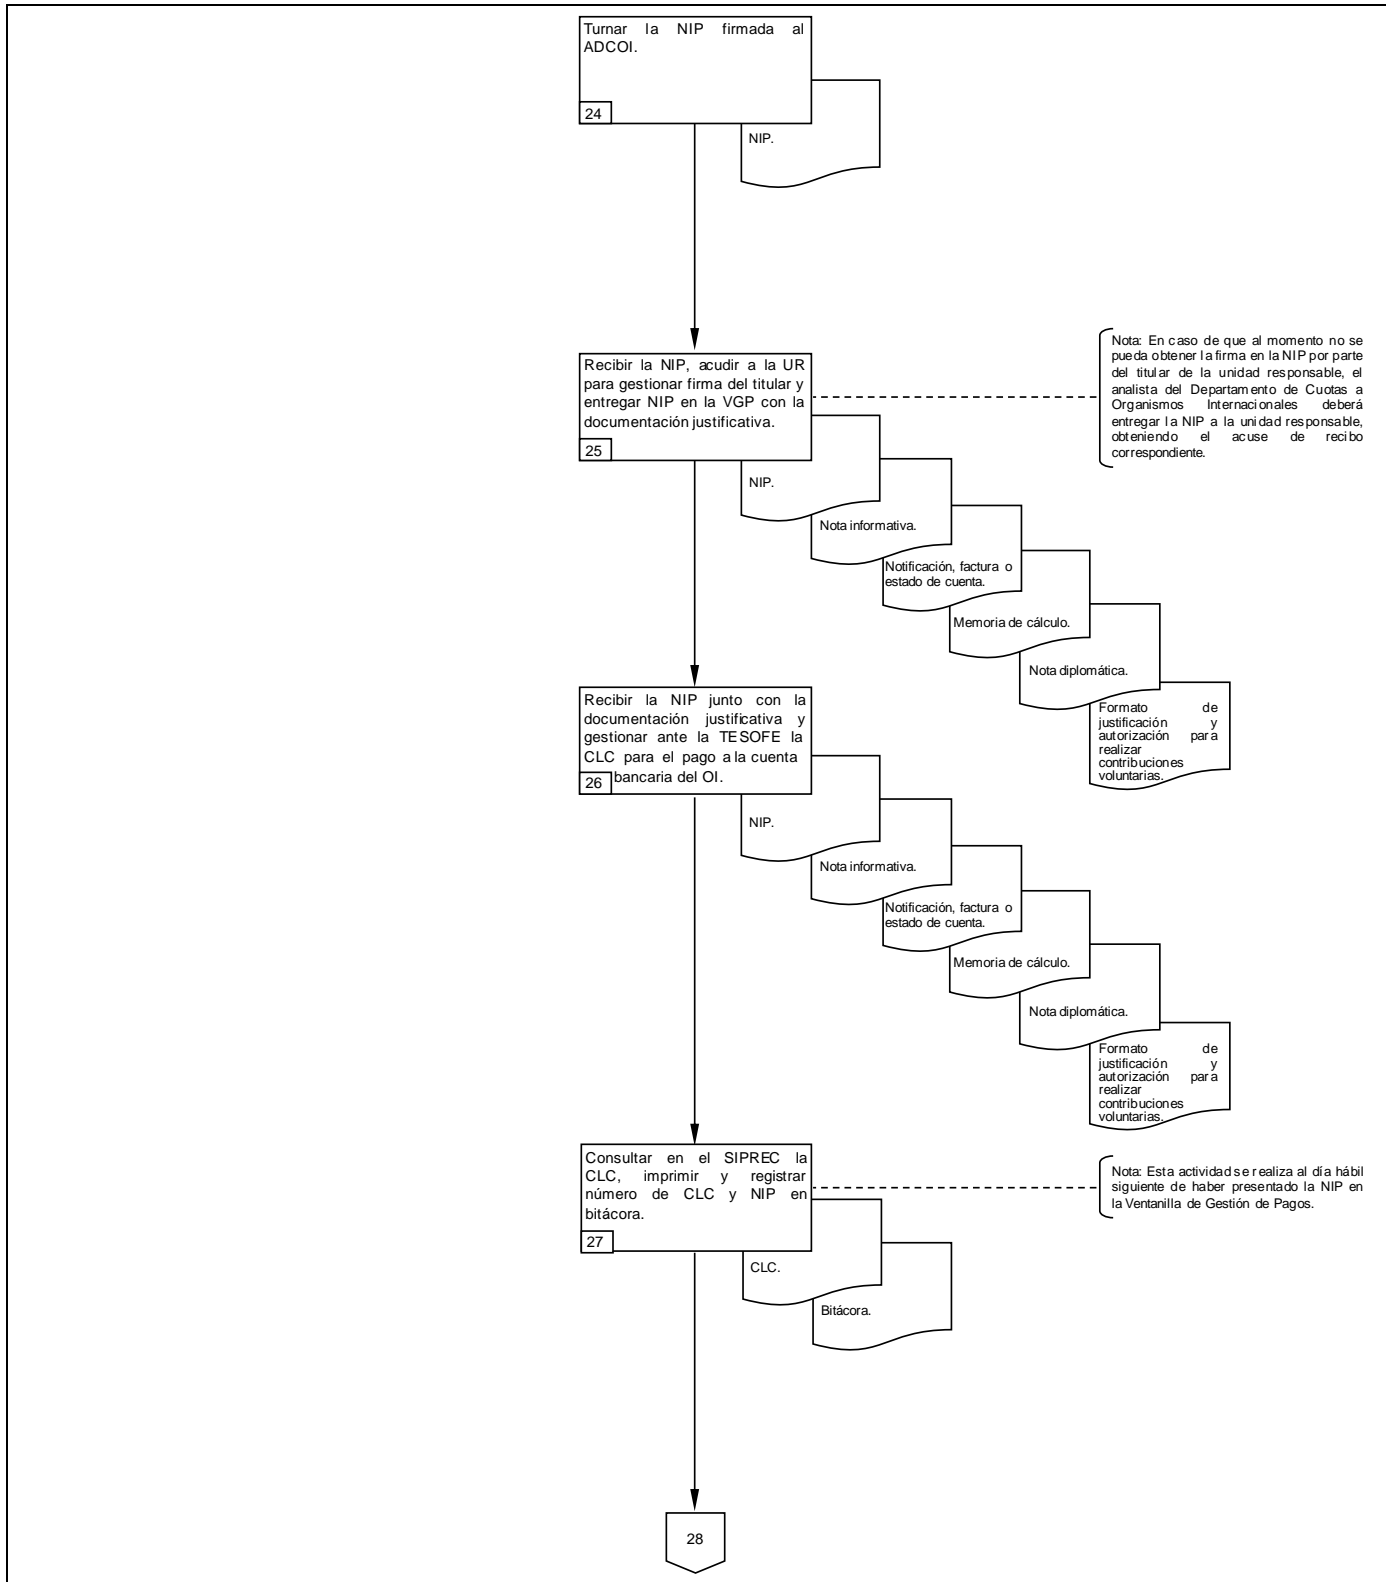 Turnar la NIP firmada al
ADCOI.
24
NIP.
Recibir la NIP, acudir a la UR
para gestionar firma del titular y
entregar NIP en la VGP con la
documentación justificativa.
25
Nota: En caso de que al momento no se
pueda obtener la firma en la NIP por parte
del titular de la unidad responsable, el
analista del Departamento de Cuotas a
Organismos Internacionales deberá
entregar la NIP a la unidad responsable,
obteniendo el acuse de recibo
correspondiente.
NIP.
Nota informativa.
Notificación, factura o
estado de cuenta.
Memoria de cálculo.
Nota diplomática.
Formato de
justificación y
autorización para
realizar
contribuciones
voluntarias.
Recibir la NIP junto con la
documentación justificativa y
gestionar ante la TESOFE la
CLC para el pago a la cuenta
bancaria del OI.
26
NIP.
Nota informativa.
Notificación, factura o
estado de cuenta.
Memoria de cálculo.
Nota diplomática.
Formato de
justificación y
autorización para
realizar
contribuciones
voluntarias.
Consultar en el SIPREC la
CLC, imprimir y registrar
número de CLC y NIP en
bitácora.
27
Nota: Esta actividad se realiza al día hábil
siguiente de haber presentado la NIP en
la Ventanilla de Gestión de Pagos.
CLC.
Bitácora.
28